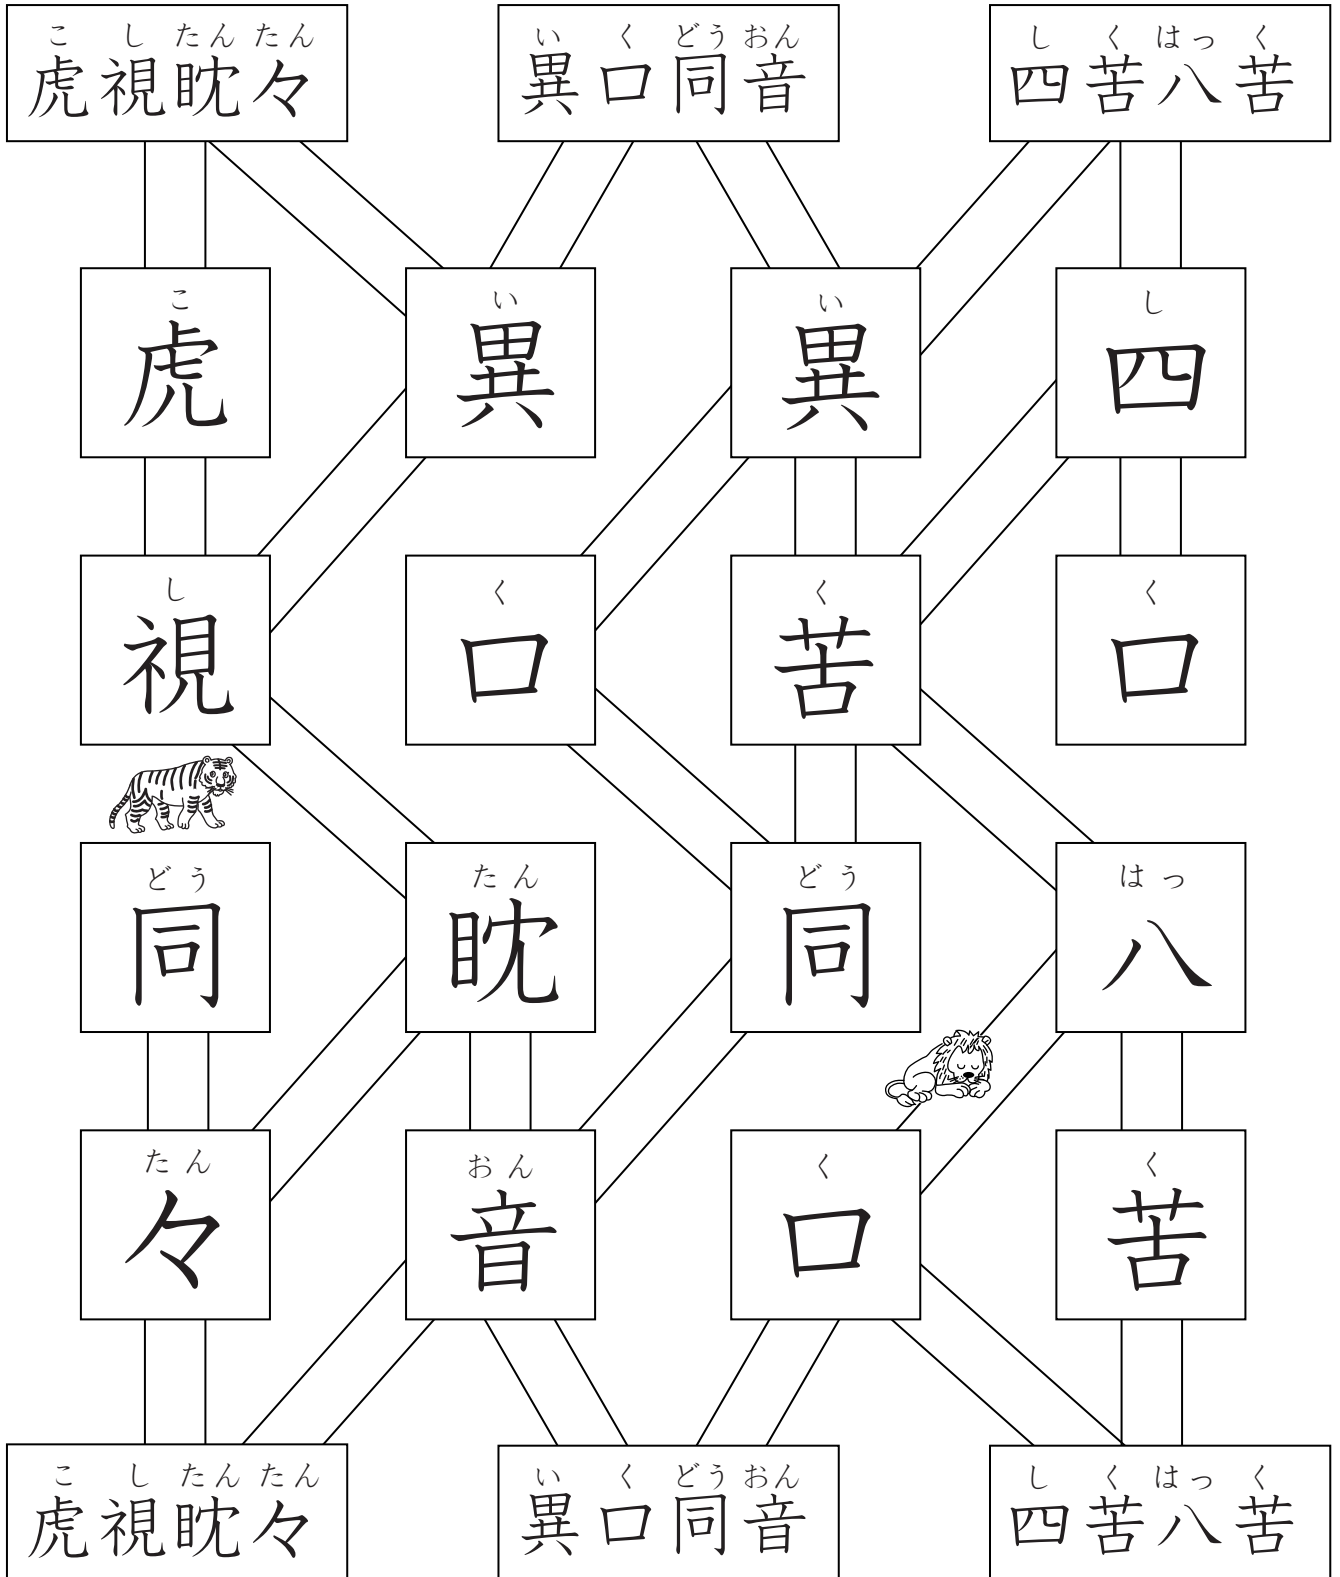 こ し たん たん
虎視眈々
い く どう おん
異口同音
し く はっ く
四苦八苦
こ
虎
い
異
い
異
し
四
し
視
く
口
く
苦
く
口
どう
同
たん
眈
どう
同
はっ
八
たん
々
おん
音
く
口
く
苦
こ し たん たん
虎視眈々
い く どう おん
異口同音
し く はっ く
四苦八苦